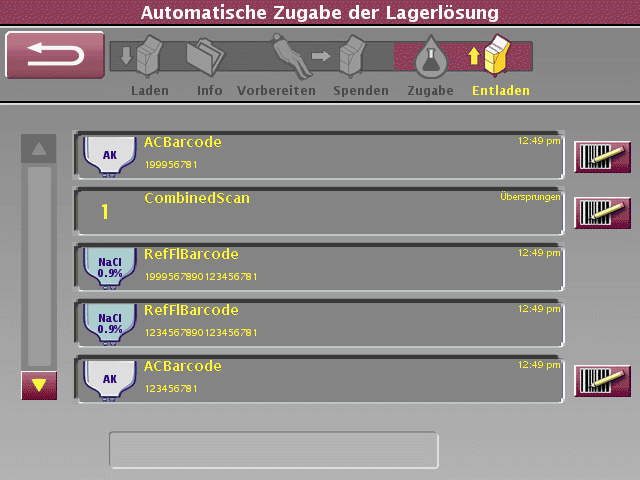 Automatische Zugabe der Lagerlösung
Laden Info Vorbereiten Spenden Zugabe Entladen
AK ACBarcode 12:49 pm
199956781
1 CombinedScan Übersprungen
NaCl 0.9% RefFlBarcode 12:49 pm
1999567890123456781
NaCl 0.9% RefFlBarcode 12:49 pm
1234567890123456781
AK ACBarcode 12:49 pm
123456781